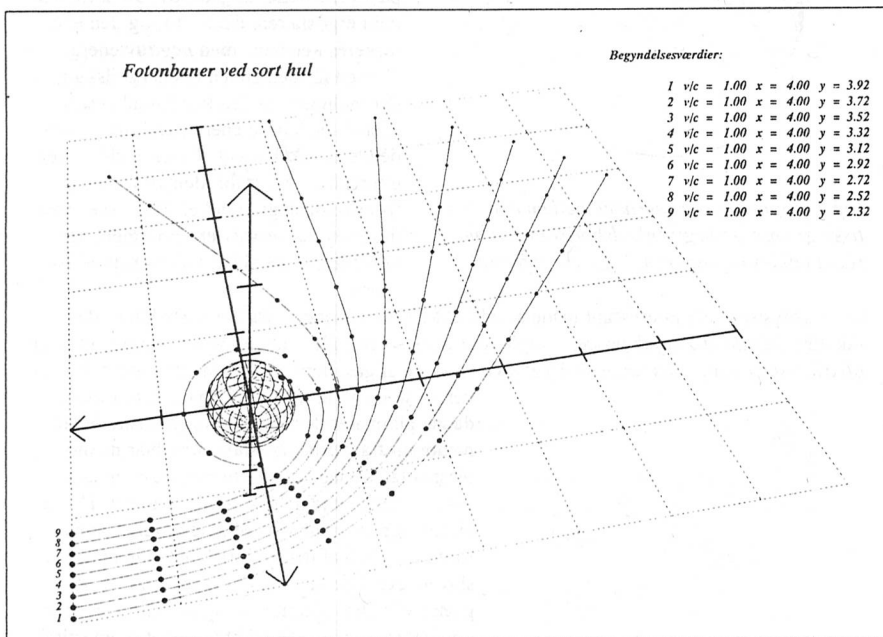 Fotonbaner ved sort hul
Begyndelsesværdier:
1 v/c = 1.00 x = 4.00 y = 3.92
2 v/c = 1.00 x = 4.00 y = 3.72
3 v/c = 1.00 x = 4.00 y = 3.52
4 v/c = 1.00 x = 4.00 y = 3.32
5 v/c = 1.00 x = 4.00 y = 3.12
6 v/c = 1.00 x = 4.00 y = 2.92
7 v/c = 1.00 x = 4.00 y = 2.72
8 v/c = 1.00 x = 4.00 y = 2.52
9 v/c = 1.00 x = 4.00 y = 2.32
9
8
7
6
5
4
3
2
1